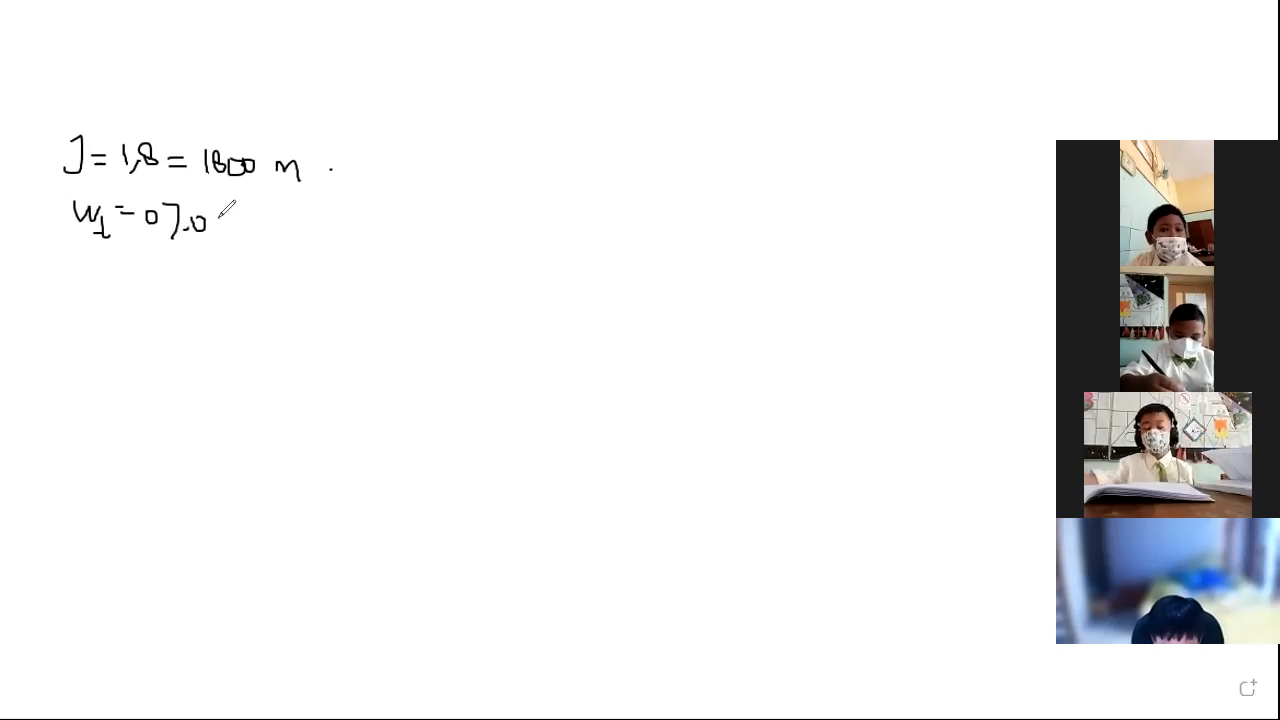 J = 1,8 = 1800 m .
W1 = 07.0